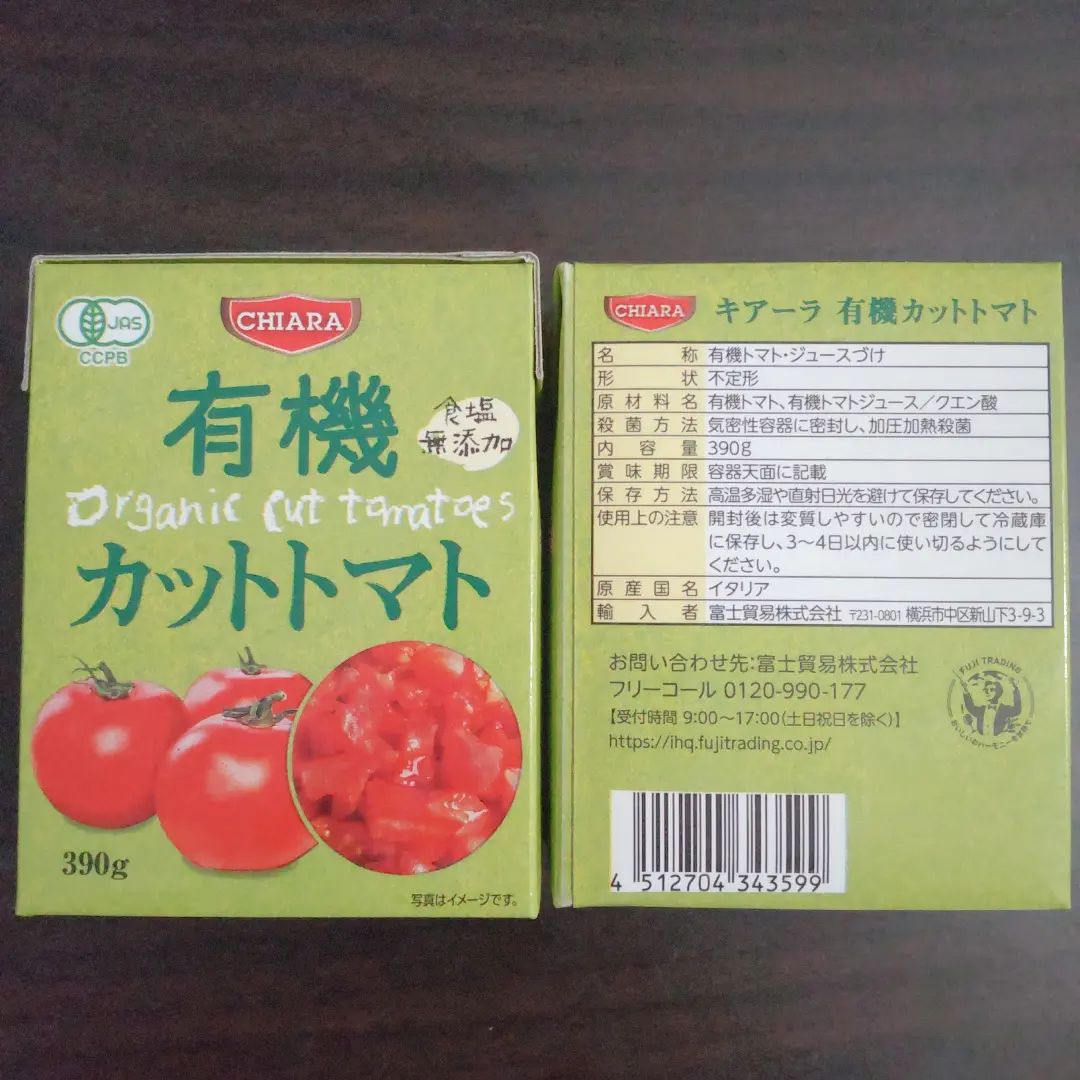 JAS
CCPB
CHIARA
有機
食塩
無添加
Organic cut tomatoes
カットトマト
390g
写真はイメージです。
CHIARA キアーラ 有機カットトマト
名称 有機トマト・ジュースづけ
形状 不定形
原材料名 有機トマト、有機トマトジュース／クエン酸
殺菌方法 気密性容器に密封し、加圧加熱殺菌
内容量 390g
賞味期限 容器天面に記載
保存方法 高温多湿や直射日光を避けて保存してください。
使用上の注意 開封後は変質しやすいので密閉して冷蔵庫
に保存し、3〜4日以内に使い切るようにして
ください。
原産国名 イタリア
輸入者 富士貿易株式会社 〒231-0801 横浜市中区新山下3-9-3
お問い合わせ先：富士貿易株式会社
フリーコール 0120-990-177
【受付時間 9:00〜17:00（土日祝日を除く）】
https://ihq.fujitrading.co.jp/
FUJI TRADING
おいしいのハーモニーを世界で
4 512704 343599